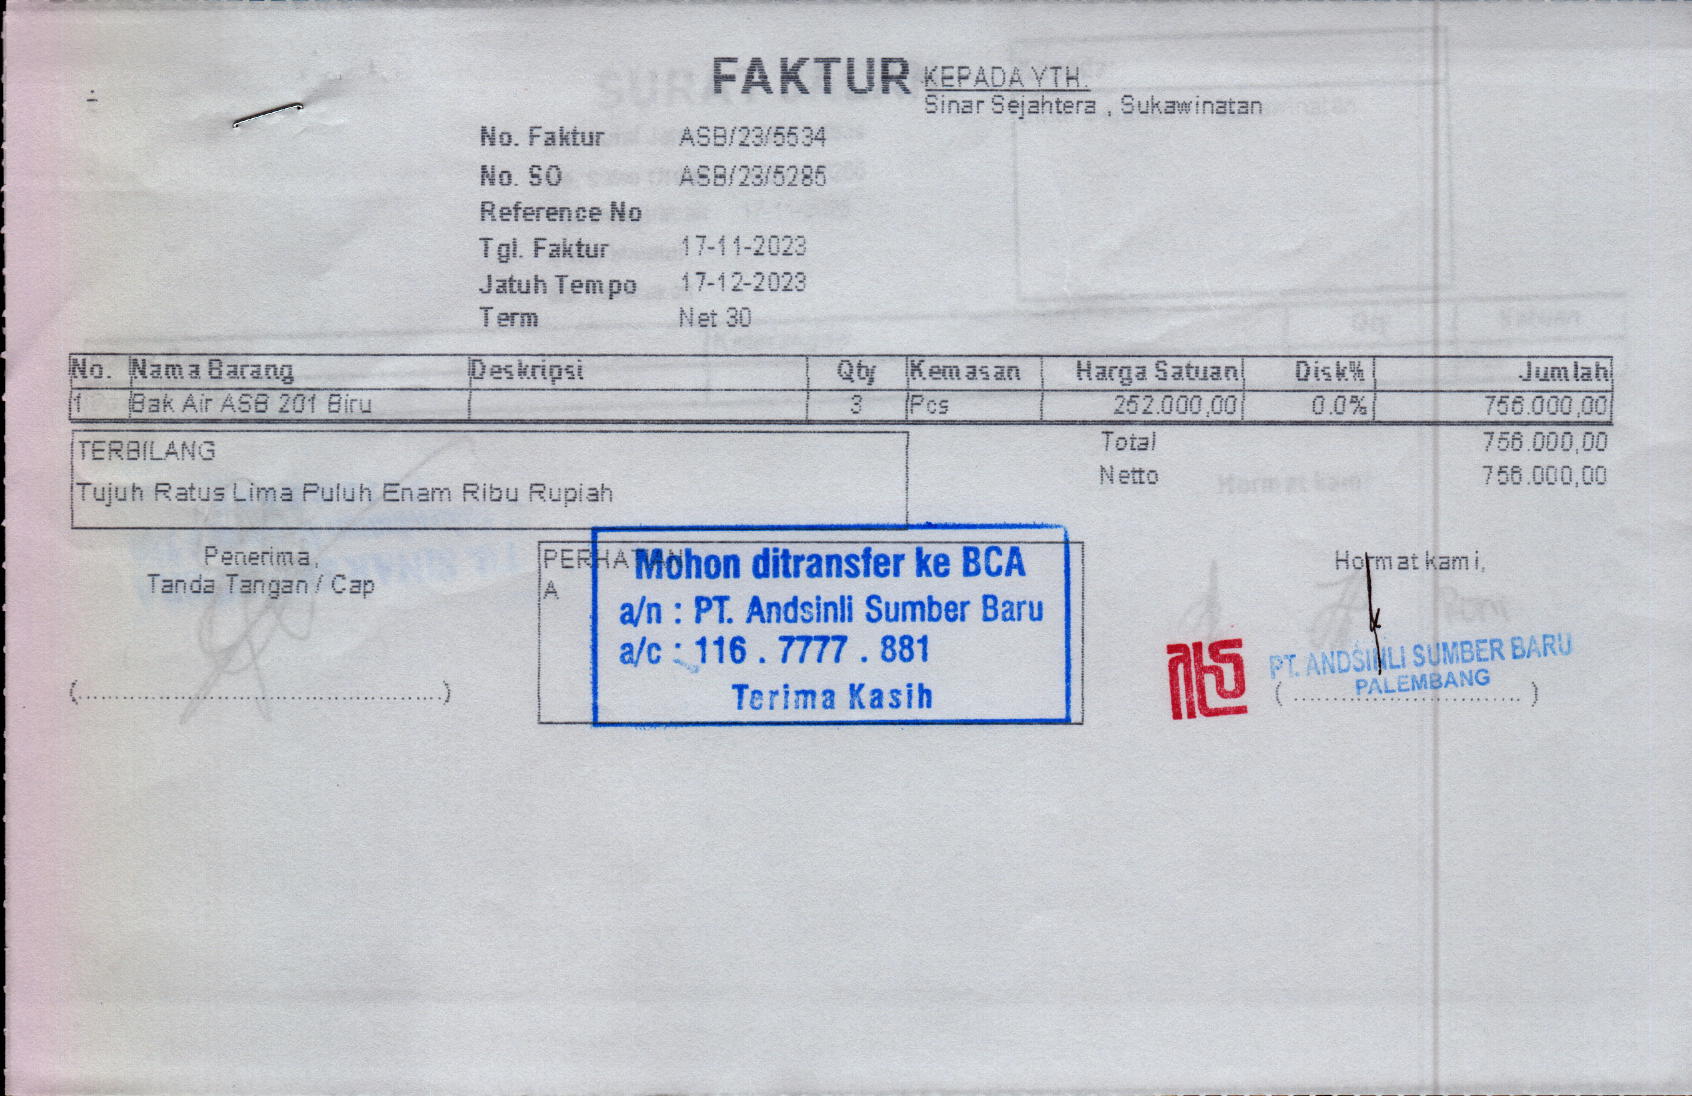 FAKTUR
KEPADA YTH.
Sinar Sejahtera , Sukawinatan
No. Faktur ASB/23/5534
No. SO ASB/23/5285
Reference No
Tgl. Faktur 17-11-2023
Jatuh Tempo 17-12-2023
Term Net 30
No. Nama Barang Deskripsi Qty Kemasan Harga Satuan Disk% Jumlah
1 Bak Air ASB 201 Biru 3 Pcs 252.000,00 0.0% 756.000,00
TERBILANG
Tujuh Ratus Lima Puluh Enam Ribu Rupiah
Total 756.000,00
Netto 756.000,00
Penerima,
Tanda Tangan / Cap
(....................................)
PERHATIAN
A
Mohon ditransfer ke BCA
a/n : PT. Andsinli Sumber Baru
a/c : 116 . 7777 . 881
Terima Kasih
Hormat kami,
PT. ANDSINLI SUMBER BARU
PALEMBANG
(............................)